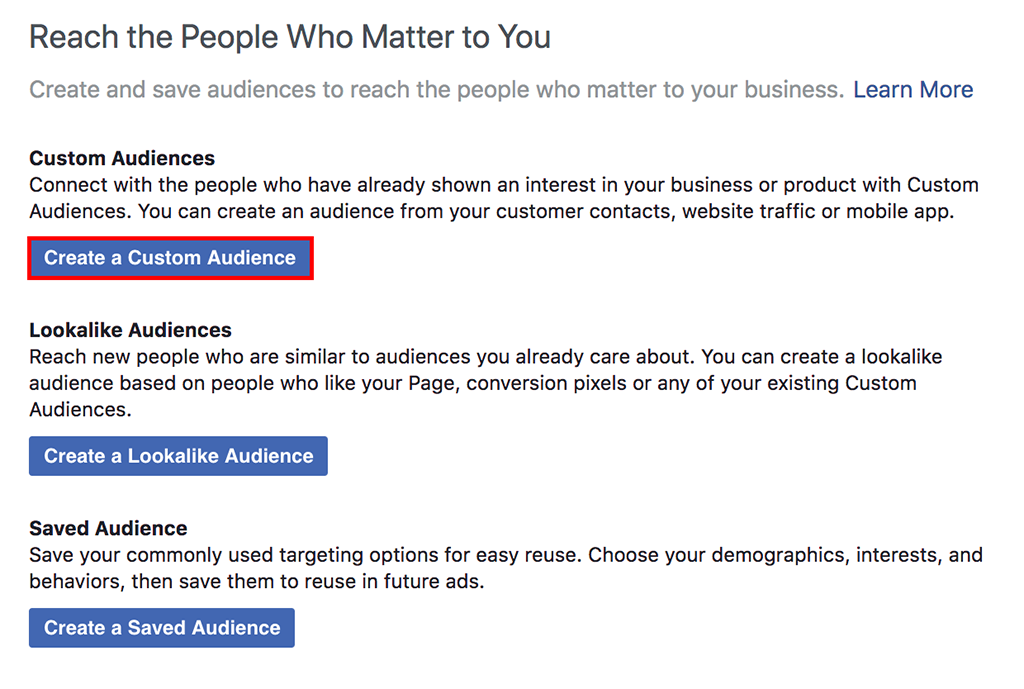 Reach the People Who Matter to You
Create and save audiences to reach the people who matter to your business. Learn More
Custom Audiences
Connect with the people who have already shown an interest in your business or product with Custom
Audiences. You can create an audience from your customer contacts, website traffic or mobile app.
Create a Custom Audience
Lookalike Audiences
Reach new people who are similar to audiences you already care about. You can create a lookalike
audience based on people who like your Page, conversion pixels or any of your existing Custom
Audiences.
Create a Lookalike Audience
Saved Audience
Save your commonly used targeting options for easy reuse. Choose your demographics, interests, and
behaviors, then save them to reuse in future ads.
Create a Saved Audience